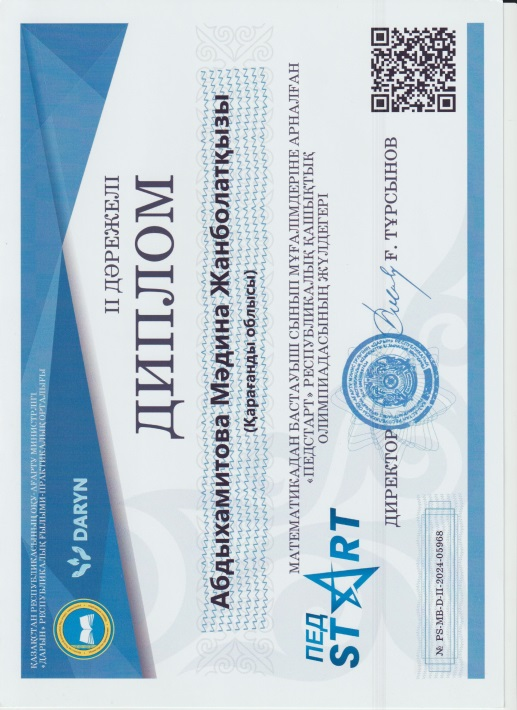 ҚАЗАҚСТАН РЕСПУБЛИКАСЫНЫҢ ОҚУ-АҒАРТУ МИНИСТРЛІГІ
«ДАРЫН» РЕСПУБЛИКАЛЫҚ ҒЫЛЫМИ-ПРАКТИКАЛЫҚ ОРТАЛЫҒЫ
DARYN
II ДӘРЕЖЕЛІ
ДИПЛОМ
Абдыхамитова Мәдина Жанболатқызы
(Қарағанды облысы)
МАТЕМАТИКАДАН БАСТАУЫШ СЫНЫП МҰҒАЛІМДЕРІНЕ АРНАЛҒАН
«ПЕДСТАРТ» РЕСПУБЛИКАЛЫҚ ҚАШЫҚТЫҚ
ОЛИМПИАДАСЫНЫҢ ЖҮЛДЕГЕРІ
ПЕД
START
ДИРЕКТОР Ғ. ТҰРСЫНОВ
№ PS-MB-D-II-2024-05968